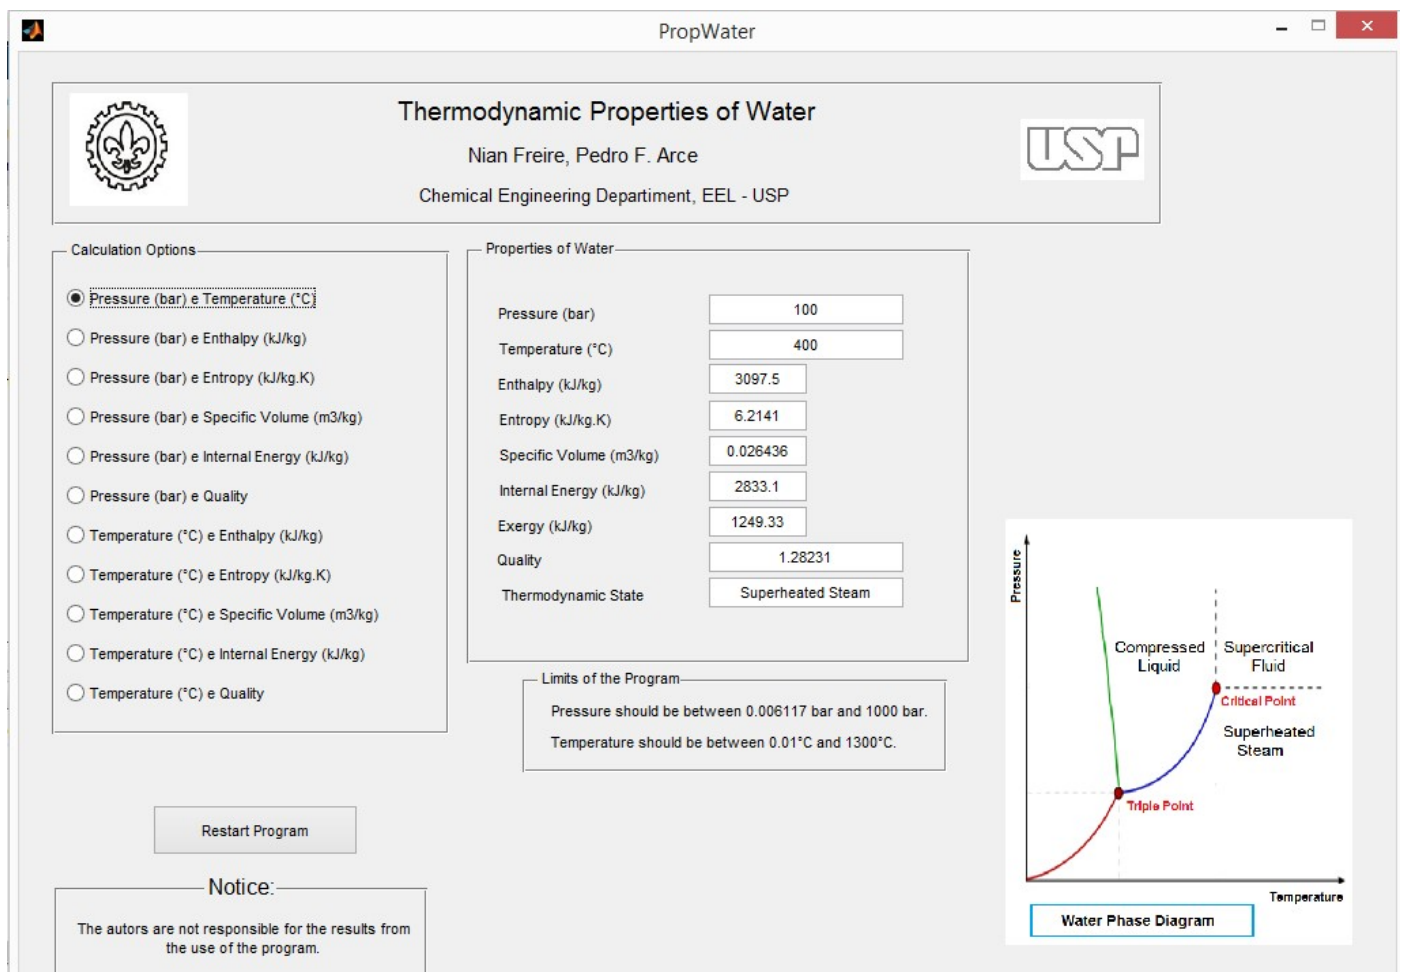 PropWater
Thermodynamic Properties of Water
Nian Freire, Pedro F. Arce
Chemical Engineering Departiment, EEL - USP
USP
Calculation Options
Pressure (bar) e Temperature (°C)
Pressure (bar) e Enthalpy (kJ/kg)
Pressure (bar) e Entropy (kJ/kg.K)
Pressure (bar) e Specific Volume (m3/kg)
Pressure (bar) e Internal Energy (kJ/kg)
Pressure (bar) e Quality
Temperature (°C) e Enthalpy (kJ/kg)
Temperature (°C) e Entropy (kJ/kg.K)
Temperature (°C) e Specific Volume (m3/kg)
Temperature (°C) e Internal Energy (kJ/kg)
Temperature (°C) e Quality
Properties of Water
Pressure (bar) 100
Temperature (°C) 400
Enthalpy (kJ/kg) 3097.5
Entropy (kJ/kg.K) 6.2141
Specific Volume (m3/kg) 0.026436
Internal Energy (kJ/kg) 2833.1
Exergy (kJ/kg) 1249.33
Quality 1.28231
Thermodynamic State Superheated Steam
Limits of the Program
Pressure should be between 0.006117 bar and 1000 bar.
Temperature should be between 0.01°C and 1300°C.
Restart Program
Notice:
The autors are not responsible for the results from
the use of the program.
Pressure
Compressed
Liquid
Supercritical
Fluid
Critical Point
Superheated
Steam
Triple Point
Temperature
Water Phase Diagram